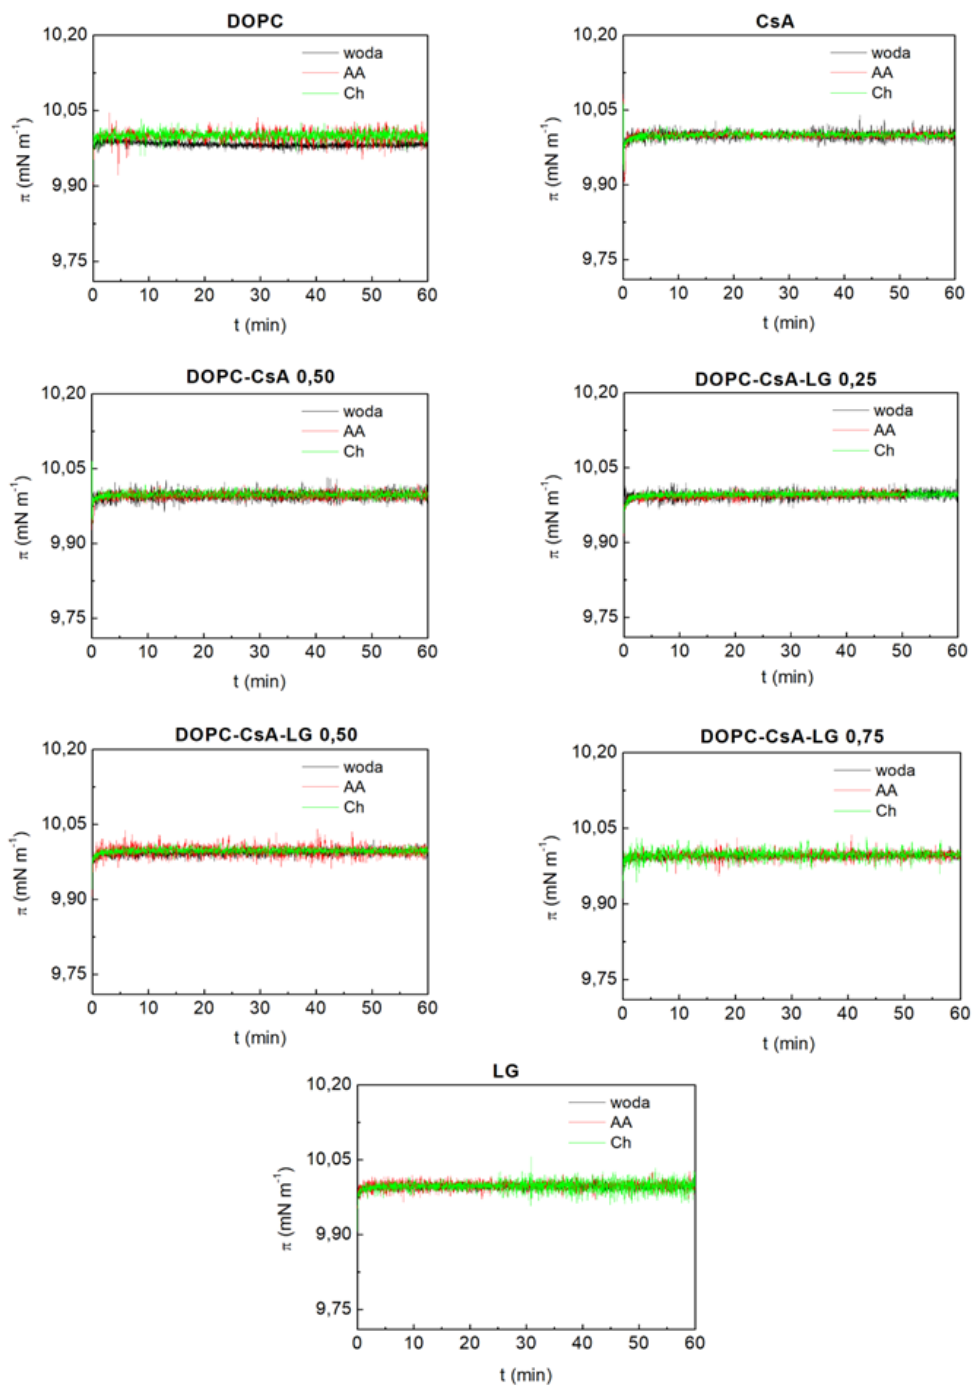 DOPC
10,20
10,05
9,90
9,75
π (mN m⁻¹)
woda
AA
Ch
0 10 20 30 40 50 60
t (min)
CsA
10,20
10,05
9,90
9,75
π (mN m⁻¹)
woda
AA
Ch
0 10 20 30 40 50 60
t (min)
DOPC-CsA 0,50
10,20
10,05
9,90
9,75
π (mN m⁻¹)
woda
AA
Ch
0 10 20 30 40 50 60
t (min)
DOPC-CsA-LG 0,25
10,20
10,05
9,90
9,75
π (mN m⁻¹)
woda
AA
Ch
0 10 20 30 40 50 60
t (min)
DOPC-CsA-LG 0,50
10,20
10,05
9,90
9,75
π (mN m⁻¹)
woda
AA
Ch
0 10 20 30 40 50 60
t (min)
DOPC-CsA-LG 0,75
10,20
10,05
9,90
9,75
π (mN m⁻¹)
woda
AA
Ch
0 10 20 30 40 50 60
t (min)
LG
10,20
10,05
9,90
9,75
π (mN m⁻¹)
woda
AA
Ch
0 10 20 30 40 50 60
t (min)